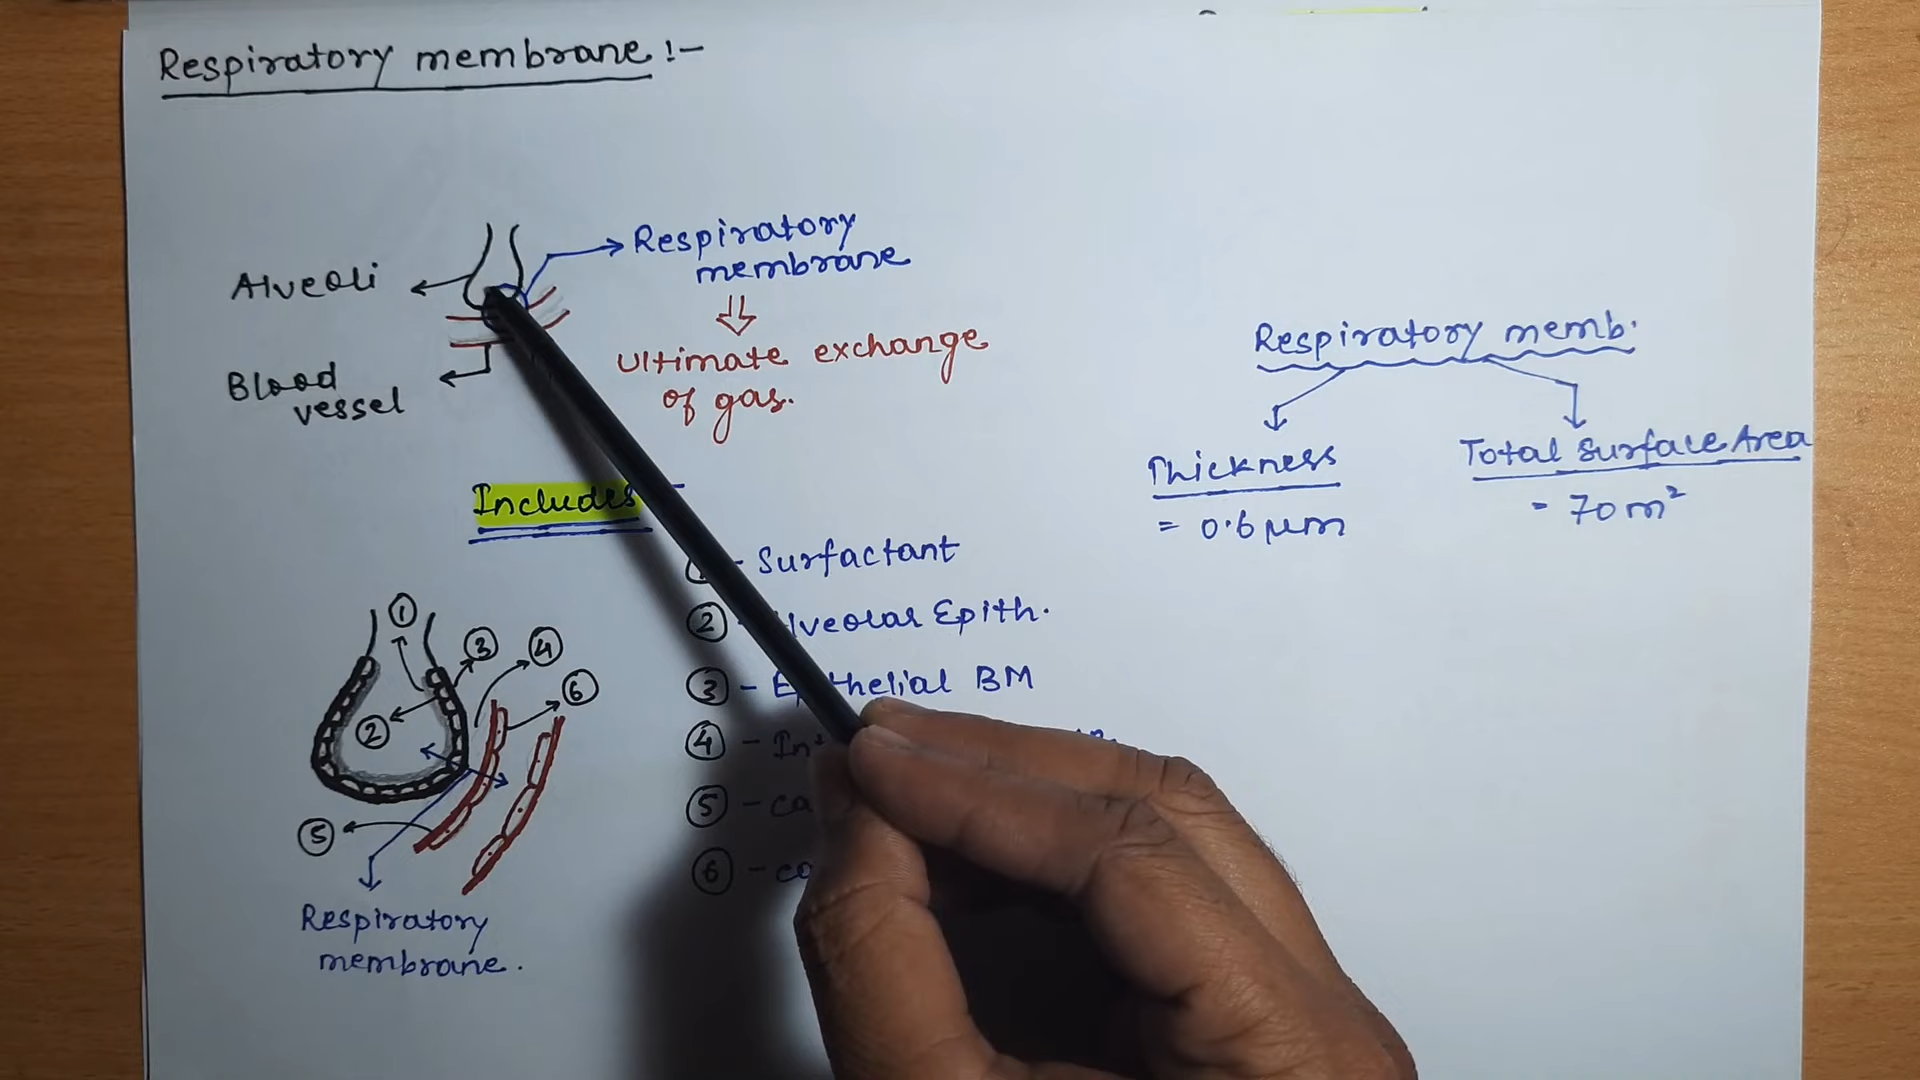 Respiratory membrane :-
Alveoli
Respiratory
membrane
Ultimate exchange
of gas.
Blood
vessel
Respiratory memb.
Thickness
= 0.6 μm
Total Surface Area
= 70 m²
Includes
- Surfactant
② Alveolar Epith.
③ - Epithelial BM
④ -
⑤ -
⑥ -
①
③
④
⑥
②
⑤
Respiratory
membrane.